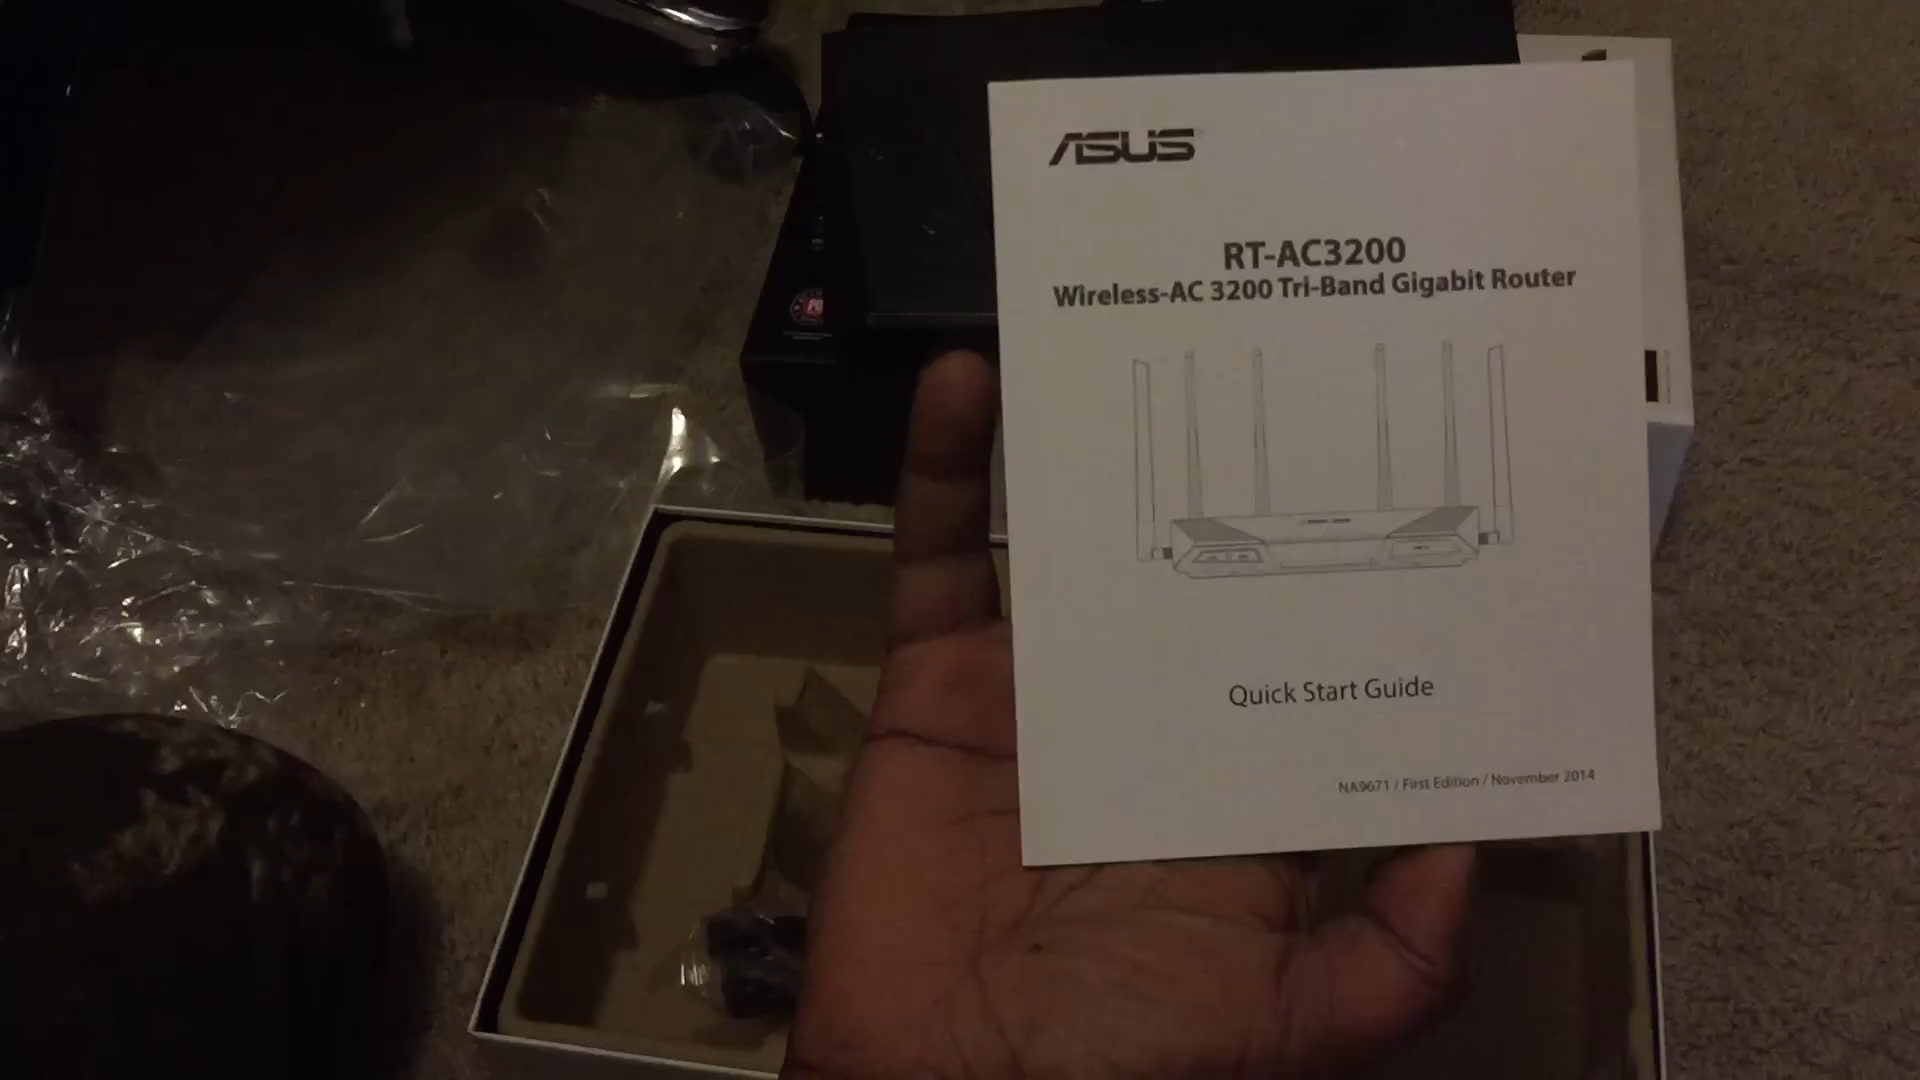 ASUS
RT-AC3200
Wireless-AC 3200 Tri-Band Gigabit Router
Quick Start Guide
NA9671 / First Edition / November 2014